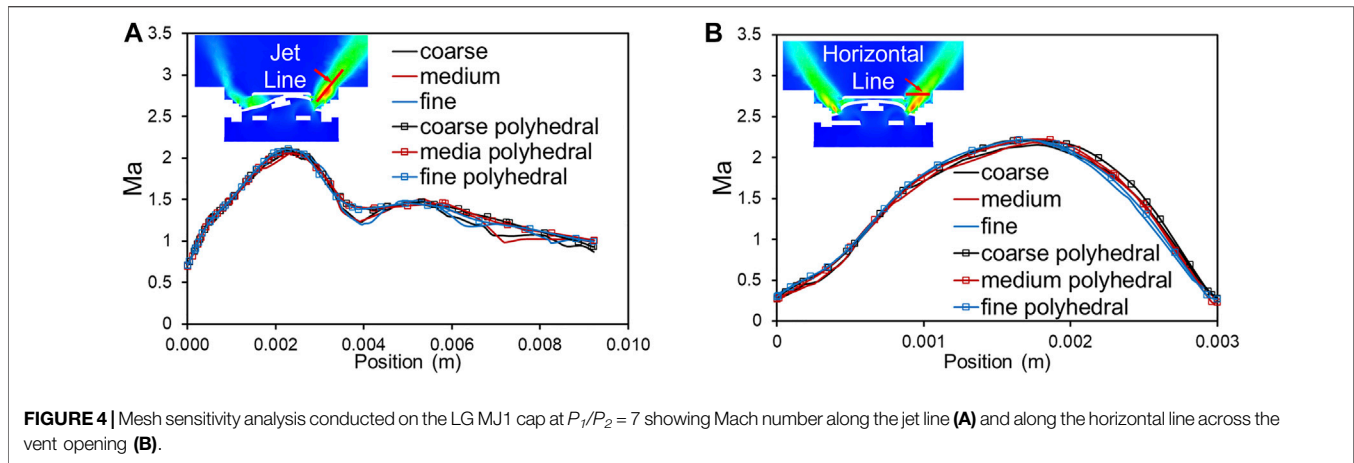 A
3.5
3
2.5
2
1.5
1
0.5
0
Ma
Jet
Line
coarse
medium
fine
coarse polyhedral
media polyhedral
fine polyhedral
0.000 0.002 0.004 0.006 0.008 0.010
Position (m)
B
3.5
3
2.5
2
1.5
1
0.5
0
Ma
Horizontal
Line
coarse
medium
fine
coarse polyhedral
medium polyhedral
fine polyhedral
0 0.001 0.002 0.003
Position (m)
FIGURE 4 | Mesh sensitivity analysis conducted on the LG MJ1 cap at P1/P2 = 7 showing Mach number along the jet line (A) and along the horizontal line across the
vent opening (B).